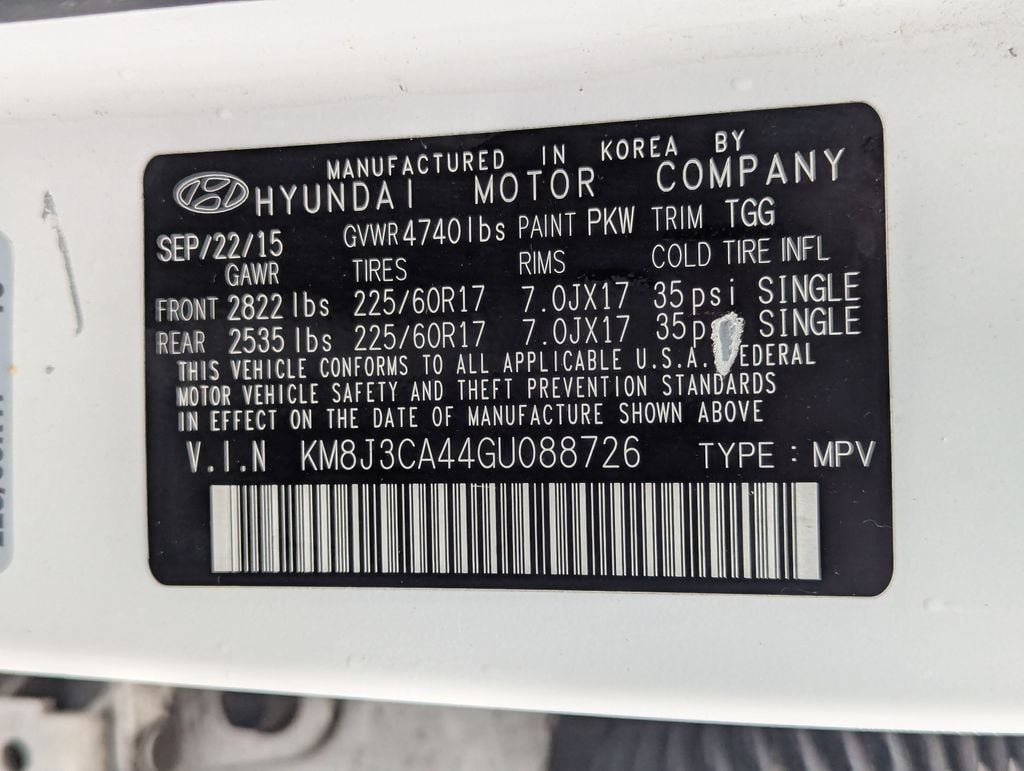 MANUFACTURED IN KOREA BY
HYUNDAI MOTOR COMPANY
SEP/22/15 GVWR 4740lbs PAINT PKW TRIM TGG
GAWR TIRES RIMS COLD TIRE INFL
FRONT 2822 lbs 225/60R17 7.0JX17 35psi SINGLE
REAR 2535 lbs 225/60R17 7.0JX17 35p SINGLE
THIS VEHICLE CONFORMS TO ALL APPLICABLE U.S.A. FEDERAL
MOTOR VEHICLE SAFETY AND THEFT PREVENTION STANDARDS
IN EFFECT ON THE DATE OF MANUFACTURE SHOWN ABOVE
V.I.N KM8J3CA44GU088726 TYPE : MPV